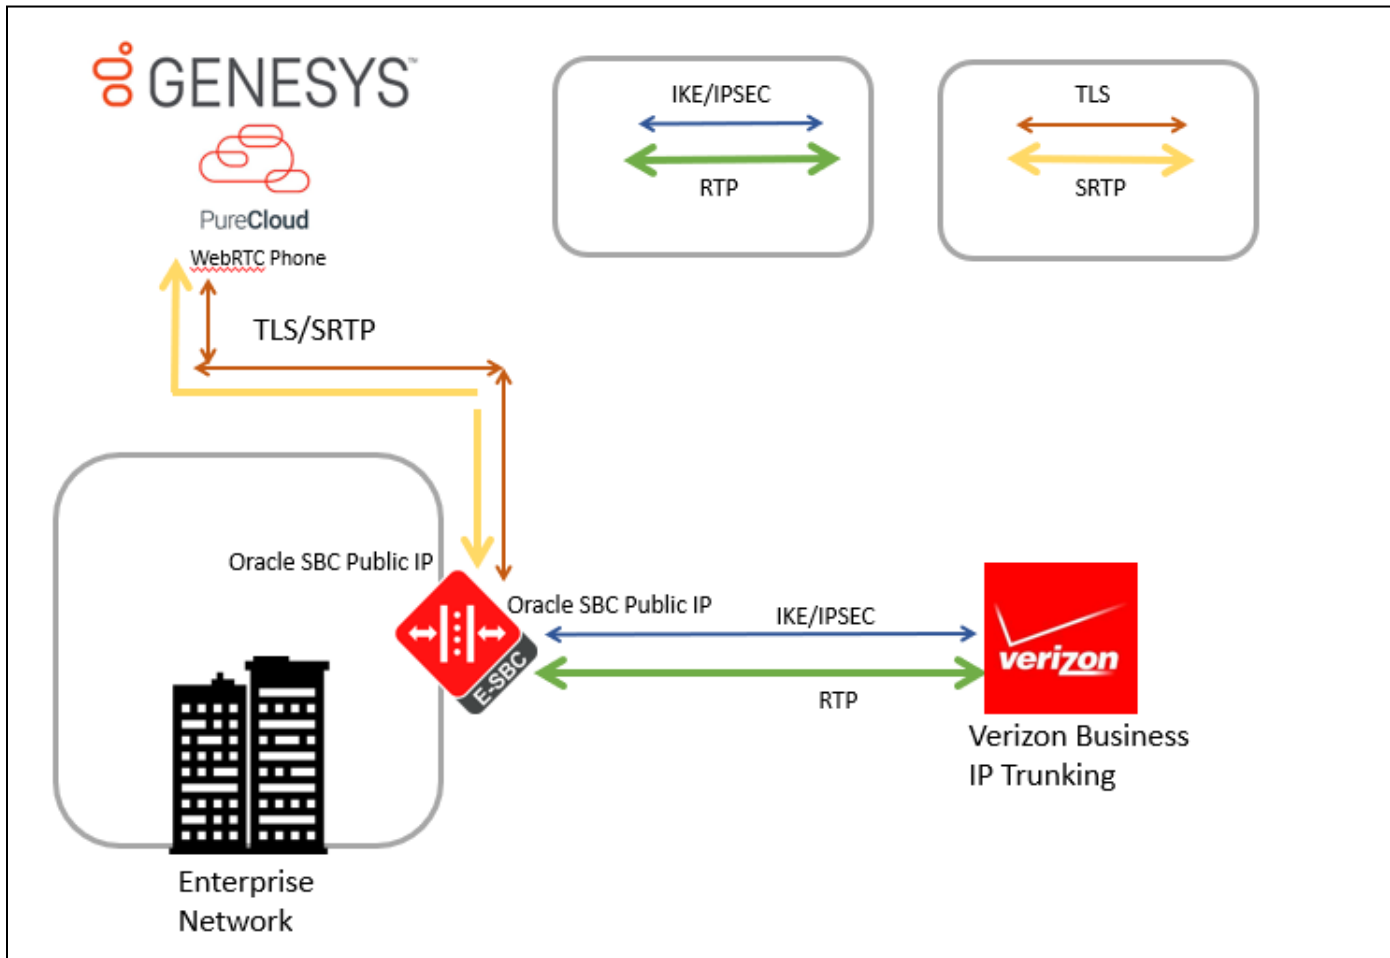 GENESYS™
PureCloud
WebRTC Phone
IKE/IPSEC
RTP
TLS
SRTP
TLS/SRTP
Oracle SBC Public IP
Oracle SBC Public IP
E-SBC
IKE/IPSEC
RTP
verizon
Verizon Business
IP Trunking
Enterprise
Network